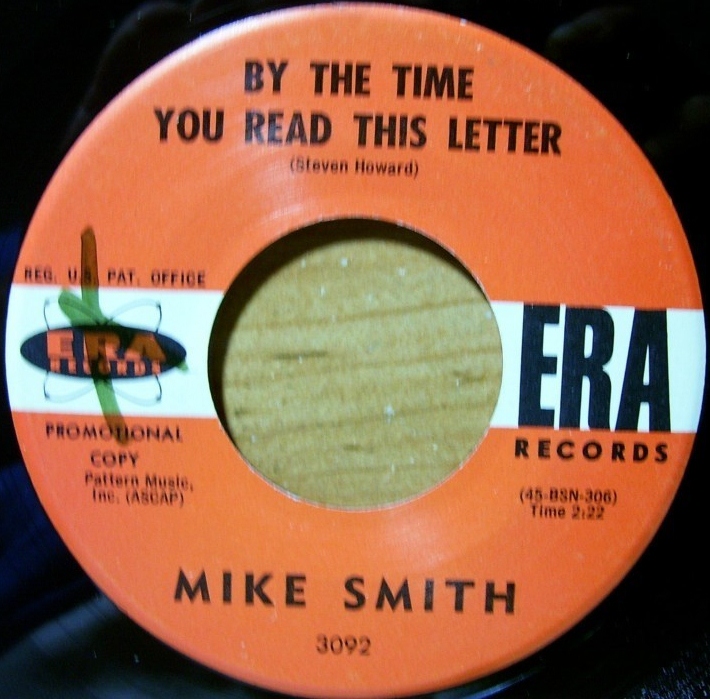 BY THE TIME
YOU READ THIS LETTER
(Steven Howard)
REG. U.S. PAT. OFFICE
ERA
RECORDS
ERA
RECORDS
PROMOTIONAL
COPY
Pattern Music,
Inc. (ASCAP)
(45-BSN-306)
Time 2:22
MIKE SMITH
3092